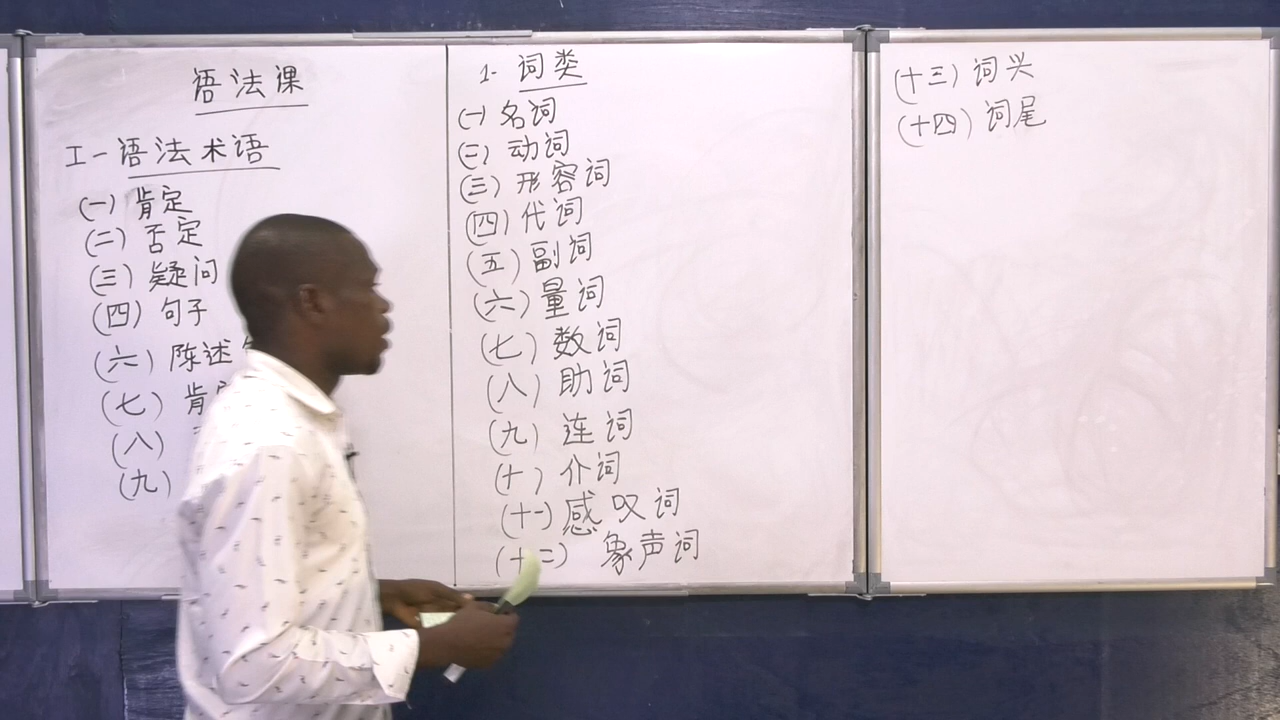 语法课
I-语法术语
(一) 肯定
(二) 否定
(三) 疑问
(四) 句子
(六) 陈述
(七) 肯
(八)
(九)
1- 词类
(一) 名词
(二) 动词
(三) 形容词
(四) 代词
(五) 副词
(六) 量词
(七) 数词
(八) 助词
(九) 连词
(十) 介词
(十一) 感叹词
(十二) 象声词
(十三) 词兴
(十四) 词尾